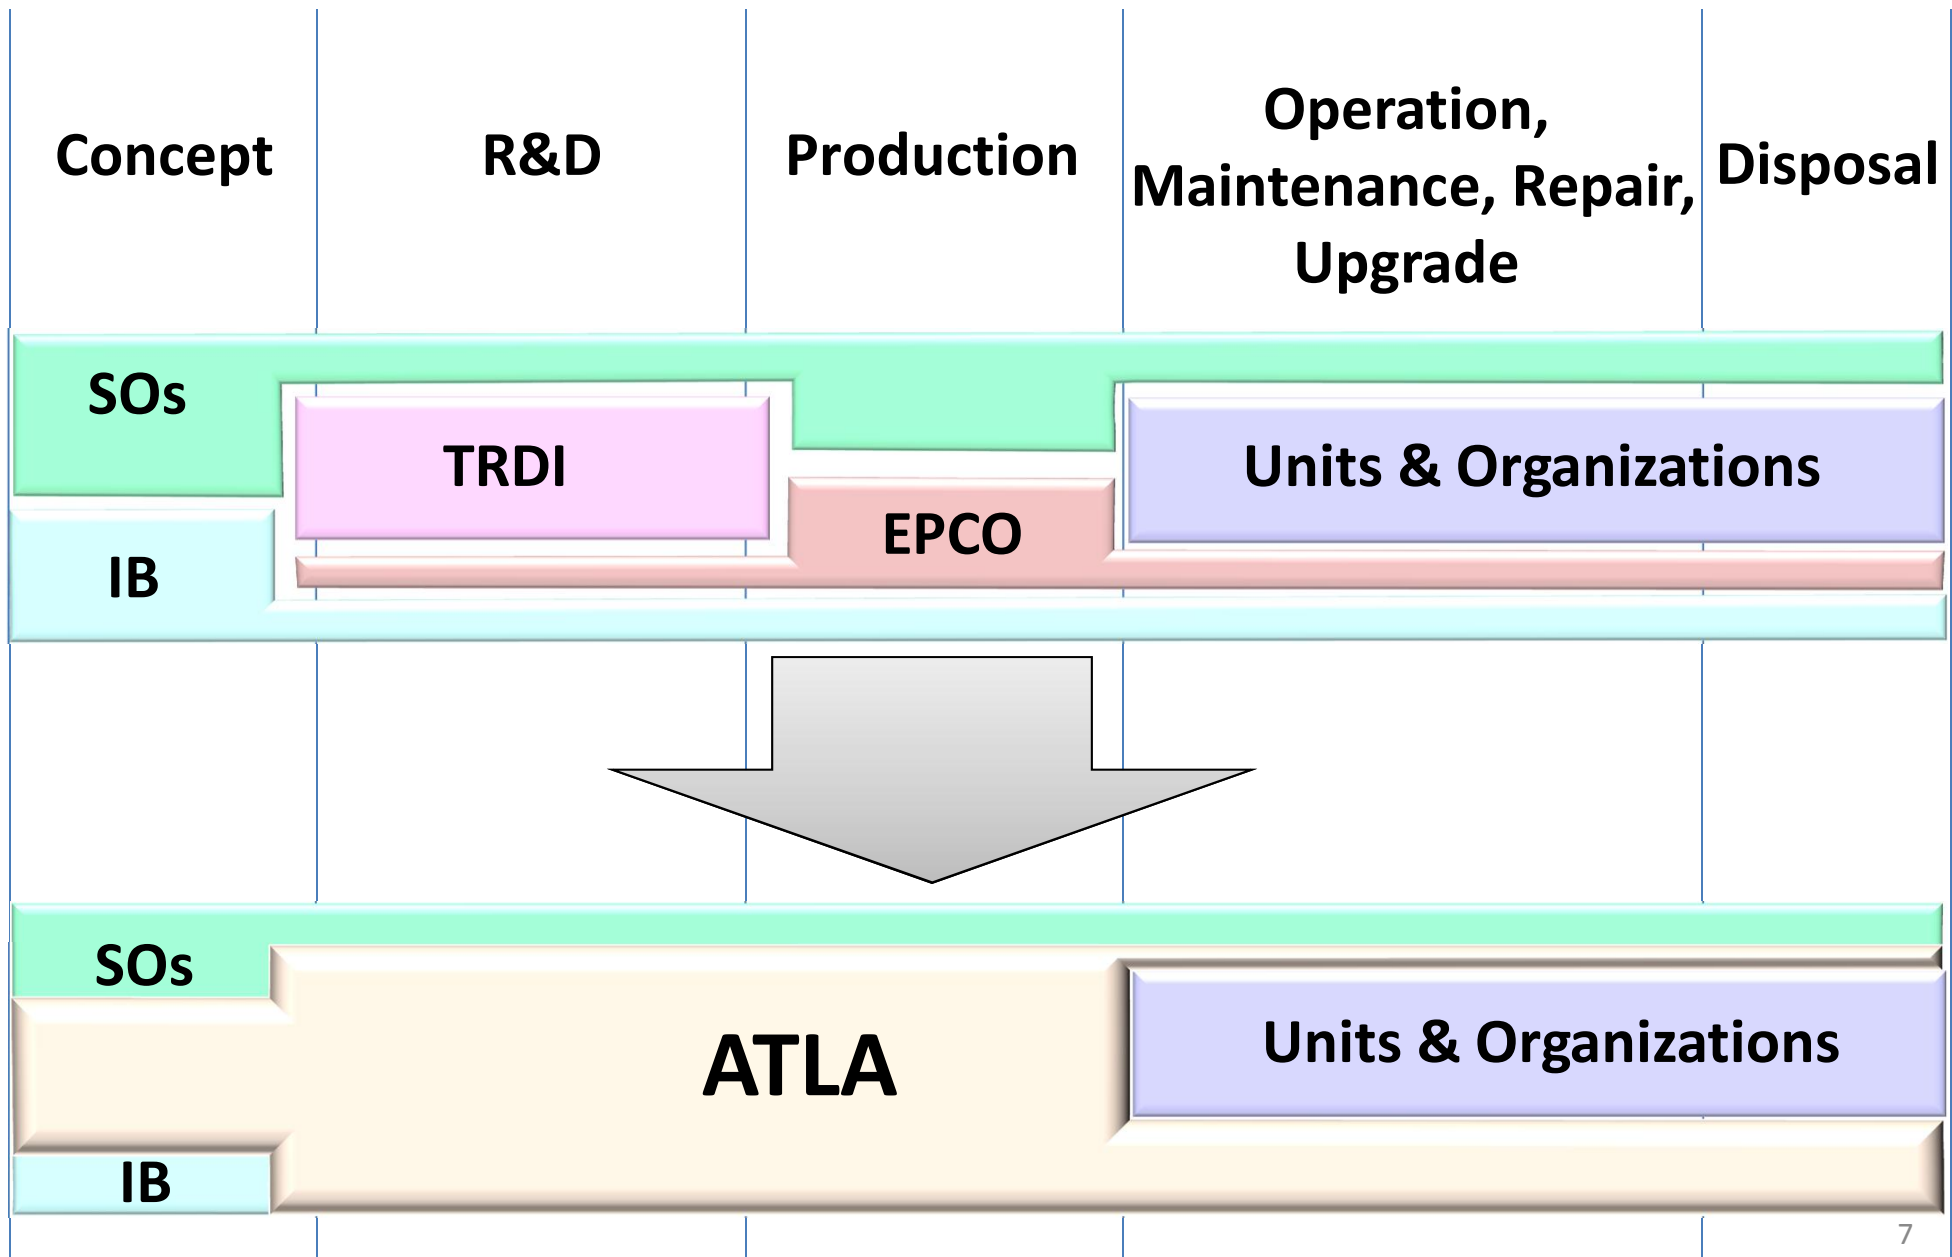 Concept
R&D
Production
Operation,
Maintenance, Repair,
Upgrade
Disposal
SOs
TRDI
Units & Organizations
EPCO
IB
SOs
ATLA
Units & Organizations
IB
7